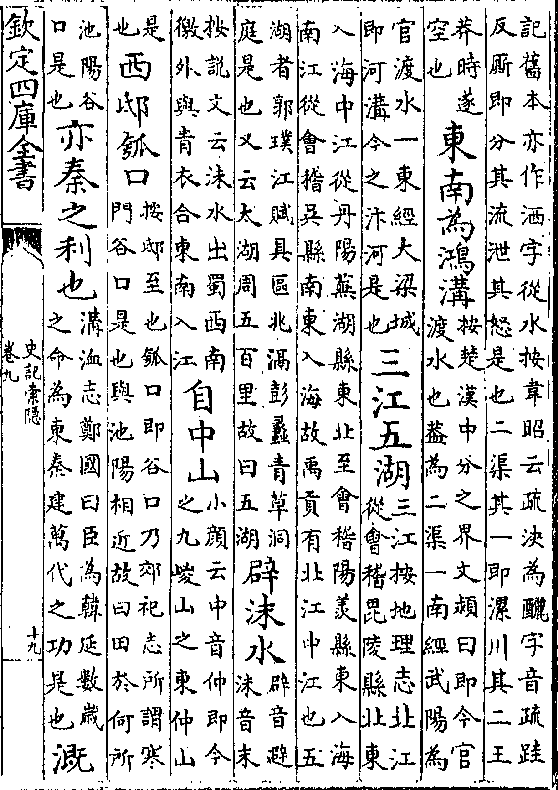 記舊本亦作洒字從水按韋昭云疏決為釃字音疏跬
反厮即分其流泄其怒是也二渠其一即漯川其二王
莽時遂
空也
東南為鴻溝
按楚漢中分之界文頴曰即今官
渡水也蓋為二渠一南經武陽為
官渡水一東經大梁城
即河溝今之汴河是也
三江五湖
三江按地理志北江
從會稽毘陵縣北東
入海中江從丹陽蕪湖縣東北至會稽陽羡縣東入海
南江從會稽吳縣南東入海故禹貢有北江中江也五
湖者郭璞江賦具區兆滆彭蠡青草洞
庭是也又云太湖周五百里故曰五湖
辟沫水
辟音避
沫音末
按說文云沫水出蜀西南
徼外與青衣合東南入江
自中山
小顔云中音仲即今
之九嵕山之東仲山
是
也
西邸瓠口
按邸至也瓠口即谷口乃郊祀志所謂寒
門谷口是也與池陽相近故曰田於何所
池陽谷
口是也
亦秦之利也
溝洫志鄭國曰臣為韓延數歲
之命為東秦建萬代之功是也
溉
欽定四庫全書
史記索隱
卷九
十九